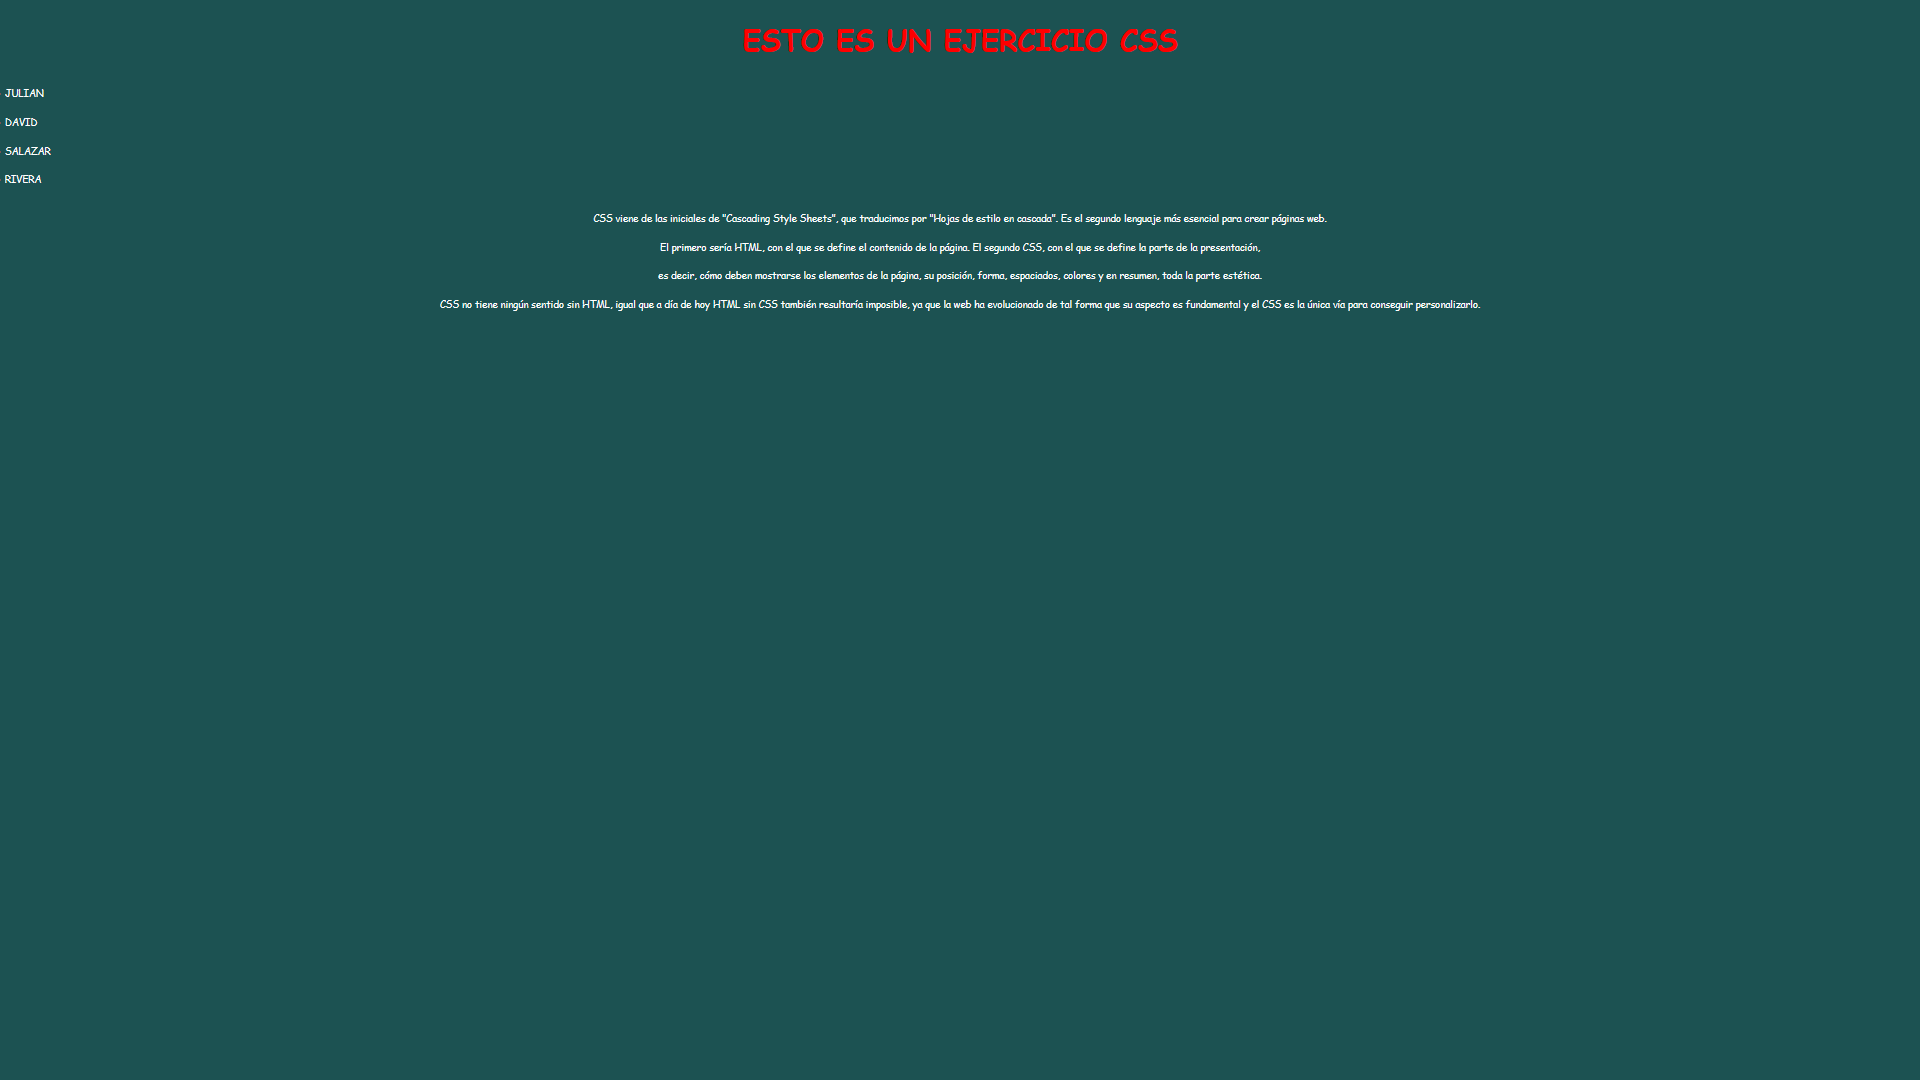 ESTO ES UN EJERCICIO CSS
JULIAN
DAVID
SALAZAR
RIVERA
CSS viene de las iniciales de "Cascading Style Sheets", que traducimos por "Hojas de estilo en cascada". Es el segundo lenguaje más esencial para crear páginas web.
El primero sería HTML, con el que se define el contenido de la página. El segundo CSS, con el que se define la parte de la presentación,
es decir, cómo deben mostrarse los elementos de la página, su posición, forma, espaciados, colores y en resumen, toda la parte estética.
CSS no tiene ningún sentido sin HTML, igual que a día de hoy HTML sin CSS también resultaría imposible, ya que la web ha evolucionado de tal forma que su aspecto es fundamental y el CSS es la única vía para conseguir personalizarlo.